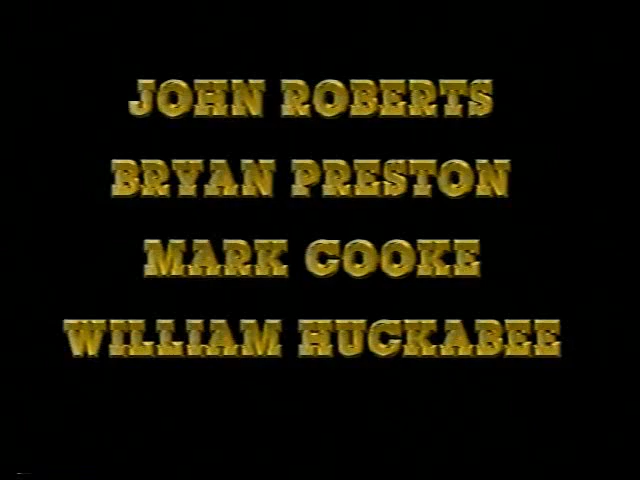 JOHN ROBERTS
BRYAN PRESTON
MARK COOKE
WILLIAM HUCKABEE